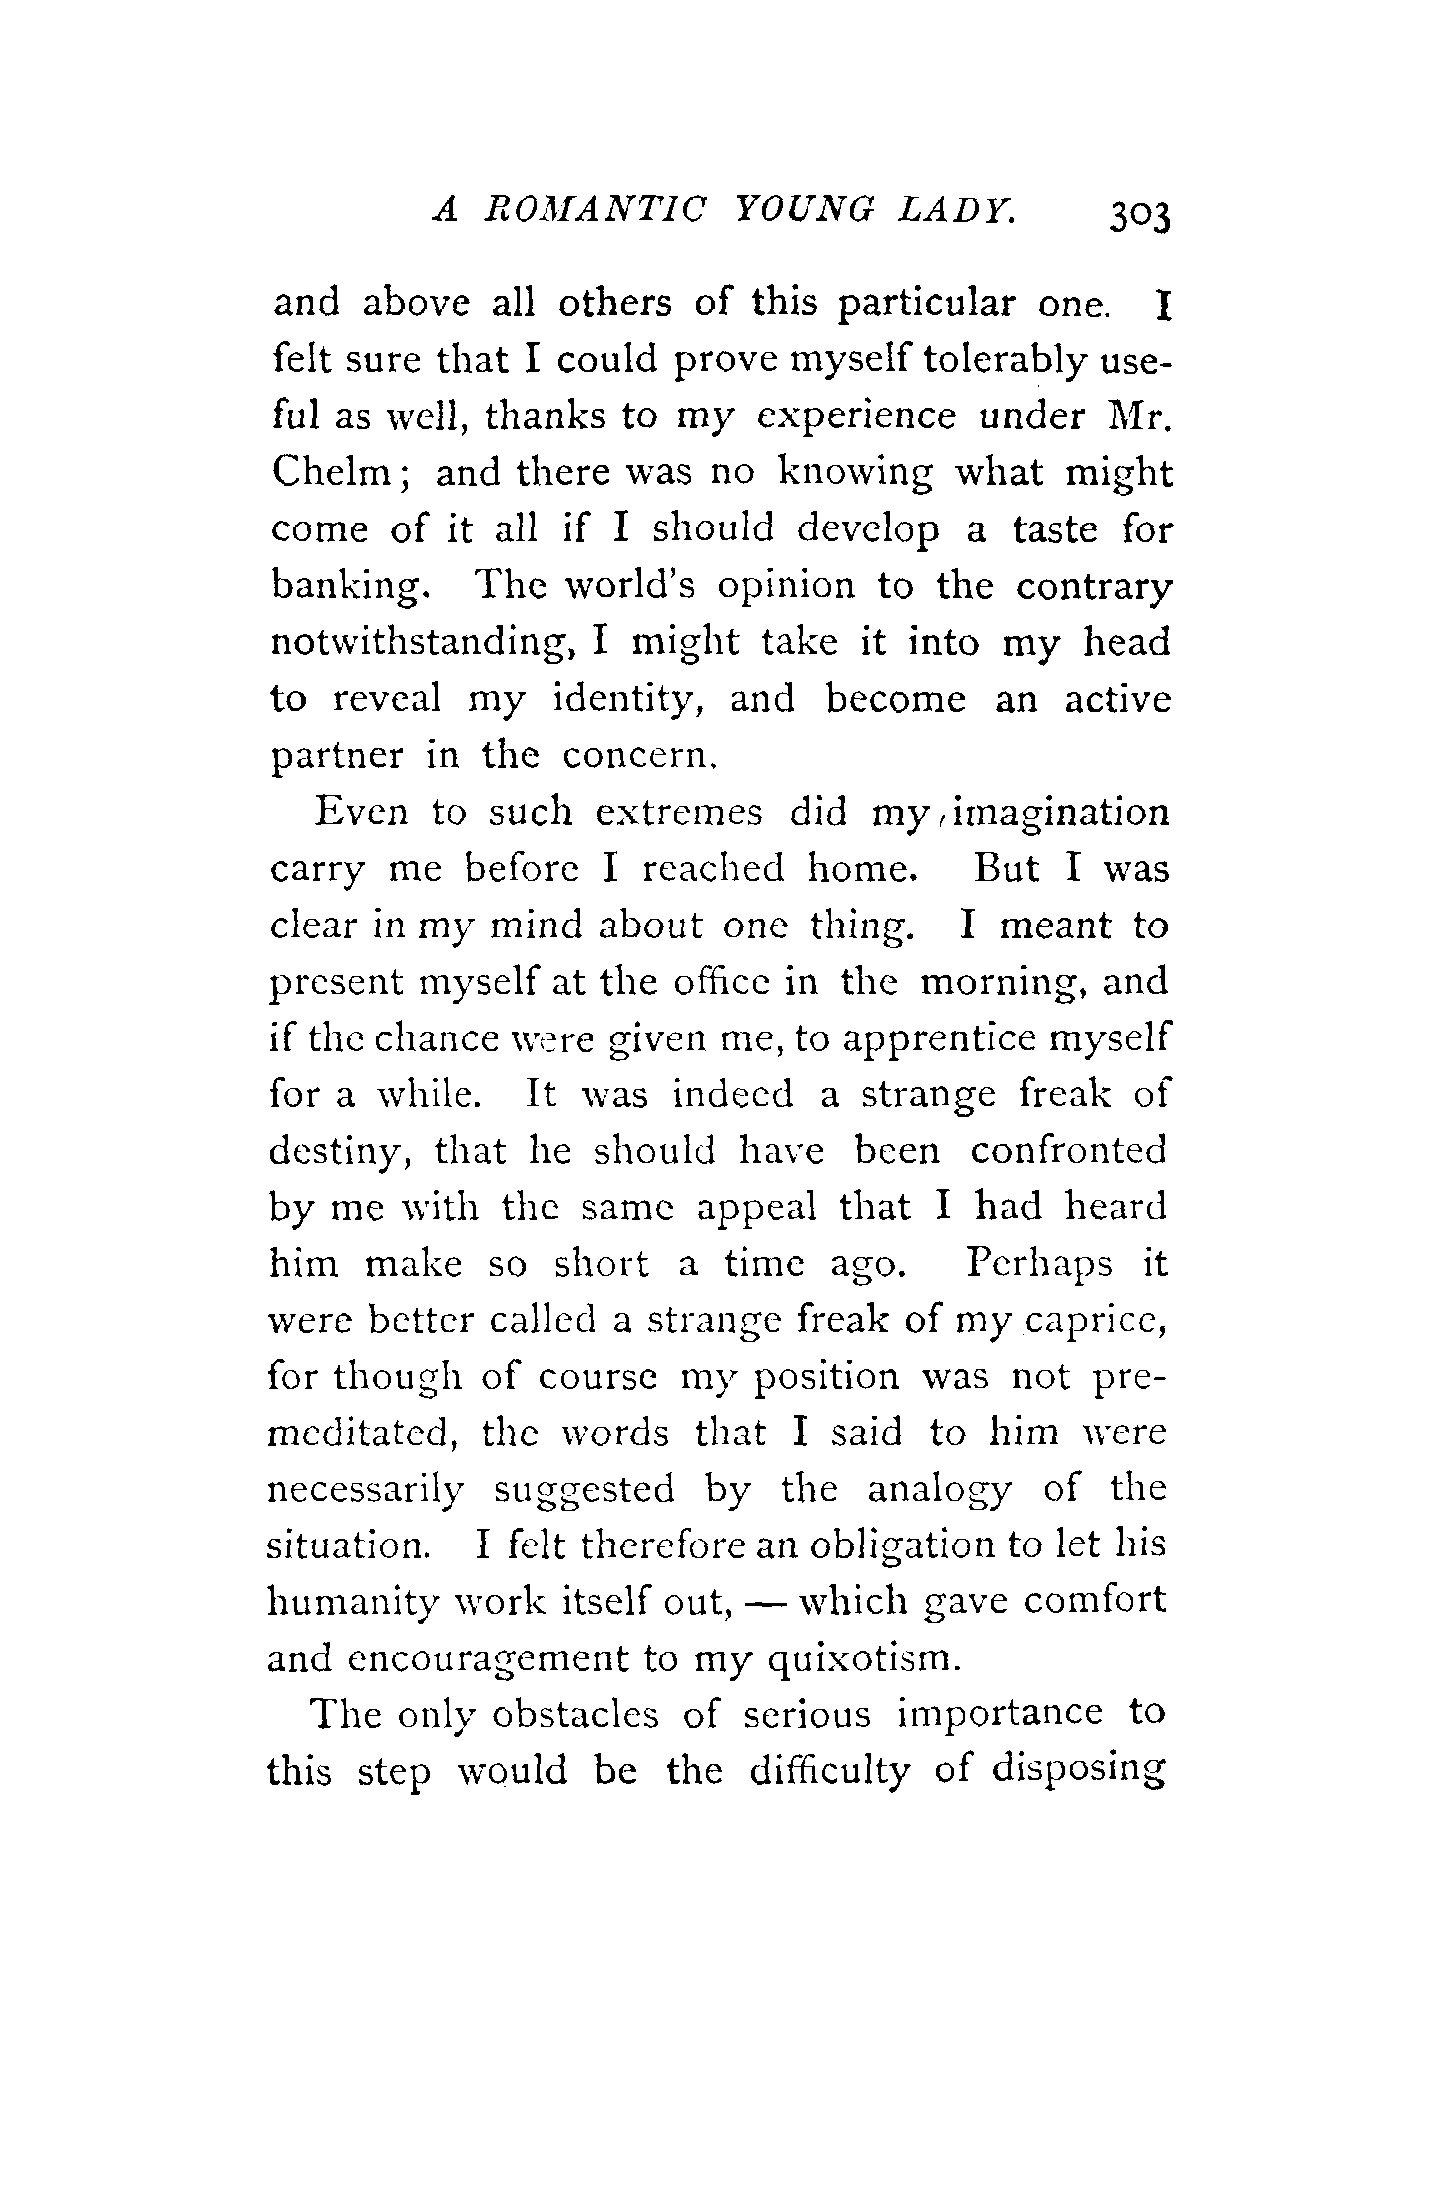 A ROMANTIC YOUNG LADY. 303
and above all others of this particular one. I
felt sure that I could prove myself tolerably use-
ful as well, thanks to my experience under Mr.
Chelm; and there was no knowing what might
come of it all if I should develop a taste for
banking. The world's opinion to the contrary
notwithstanding, I might take it into my head
to reveal my identity, and become an active
partner in the concern.
Even to such extremes did my imagination
carry me before I reached home. But I was
clear in my mind about one thing. I meant to
present myself at the office in the morning, and
if the chance were given me, to apprentice myself
for a while. It was indeed a strange freak of
destiny, that he should have been confronted
by me with the same appeal that I had heard
him make so short a time ago. Perhaps it
were better called a strange freak of my caprice,
for though of course my position was not pre-
meditated, the words that I said to him were
necessarily suggested by the analogy of the
situation. I felt therefore an obligation to let his
humanity work itself out, — which gave comfort
and encouragement to my quixotism.
The only obstacles of serious importance to
this step would be the difficulty of disposing